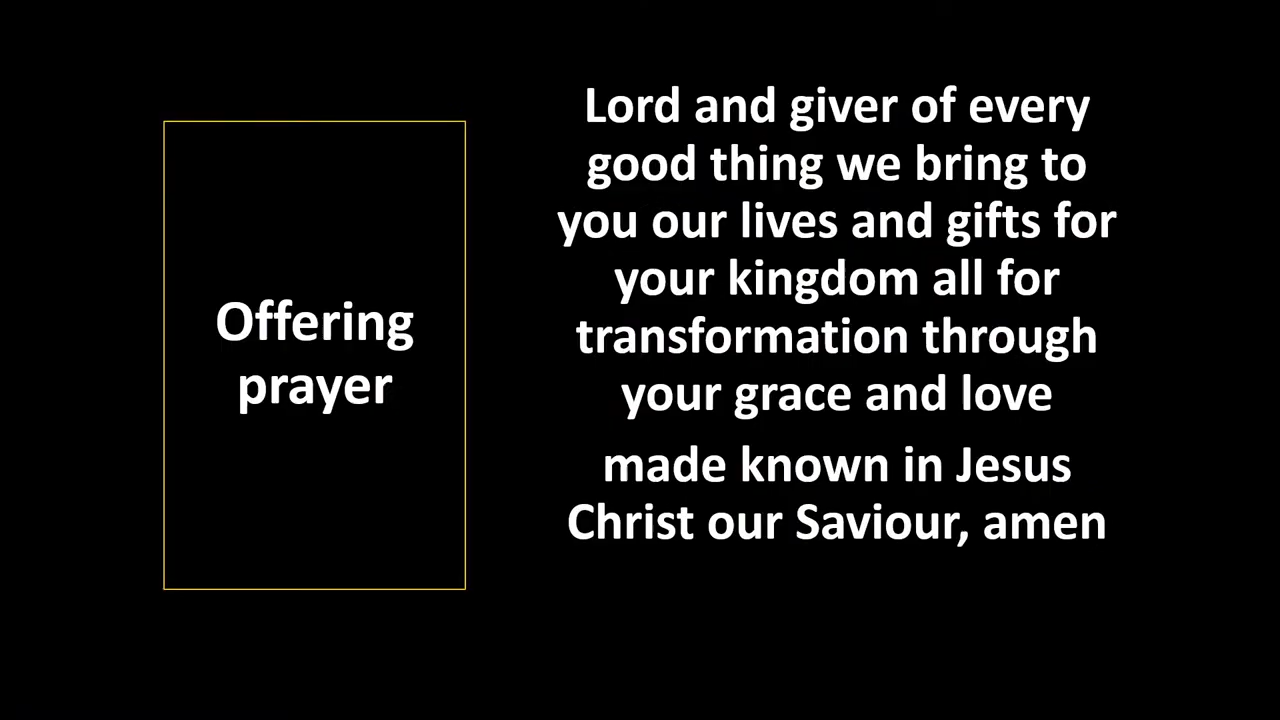 Offering
prayer
Lord and giver of every
good thing we bring to
you our lives and gifts for
your kingdom all for
transformation through
your grace and love
made known in Jesus
Christ our Saviour, amen